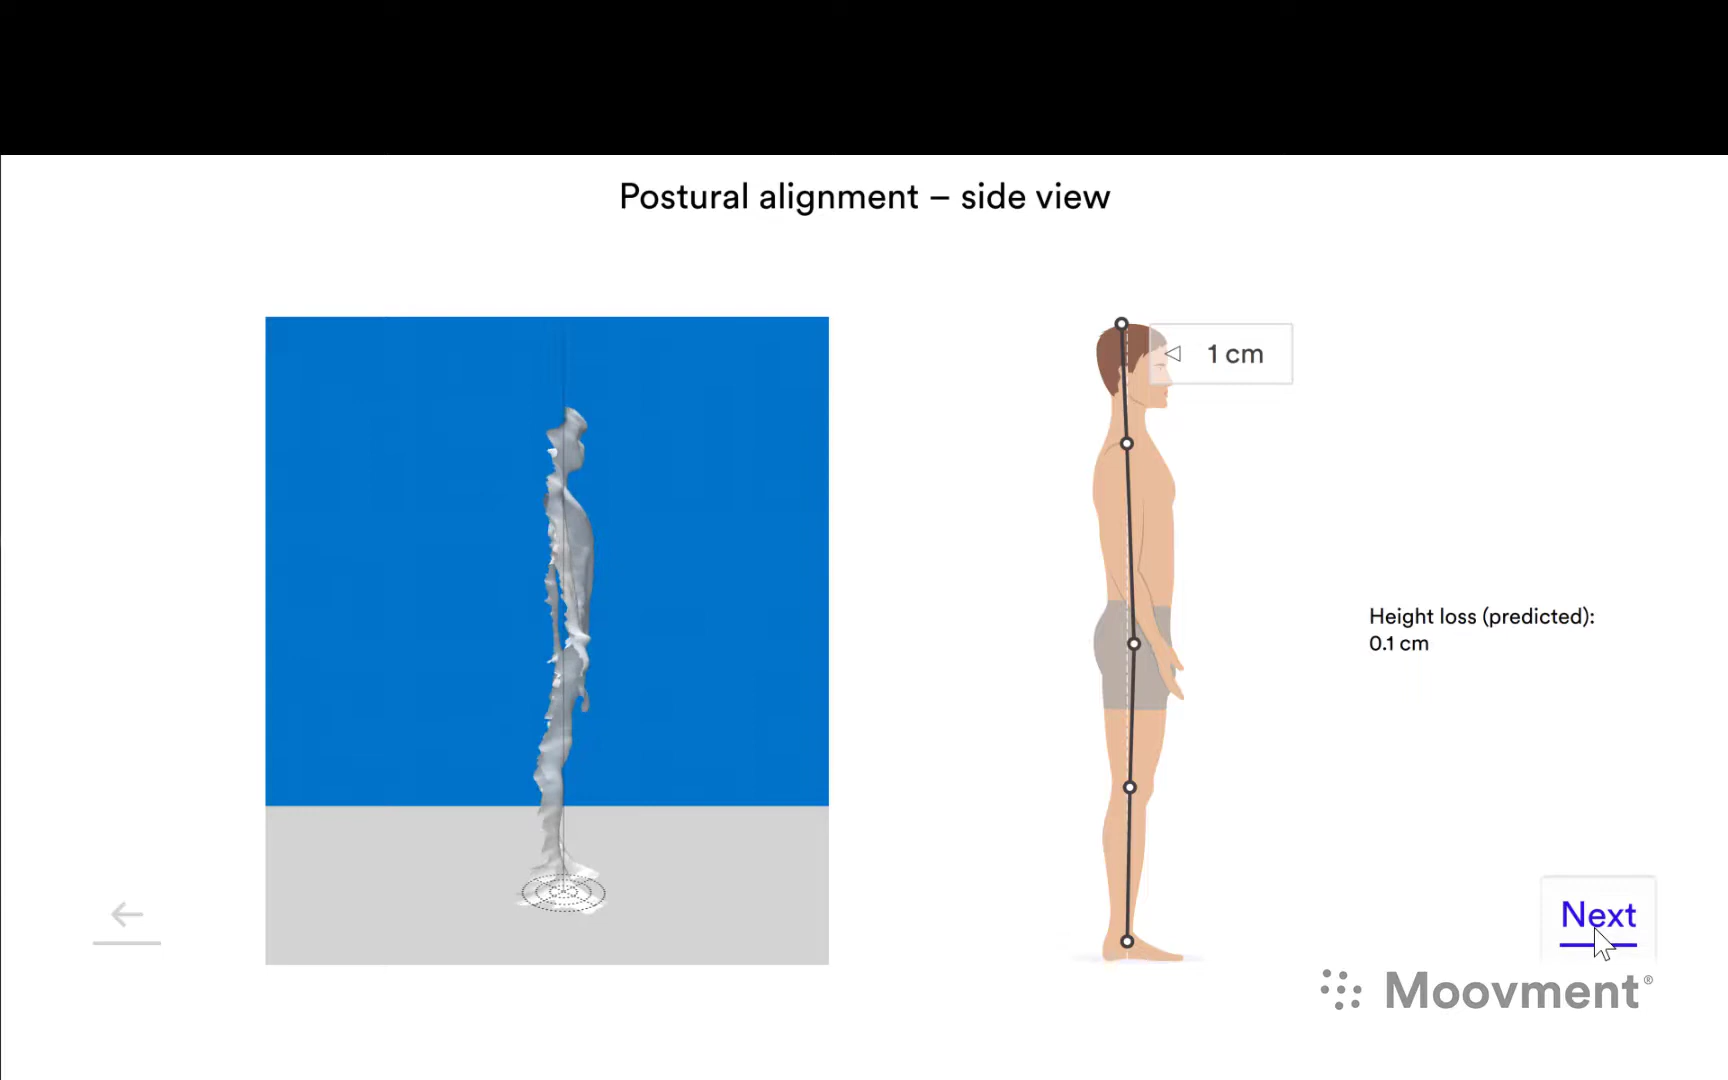 Postural alignment – side view
1 cm
Height loss (predicted):
0.1 cm
Next
Moovment®